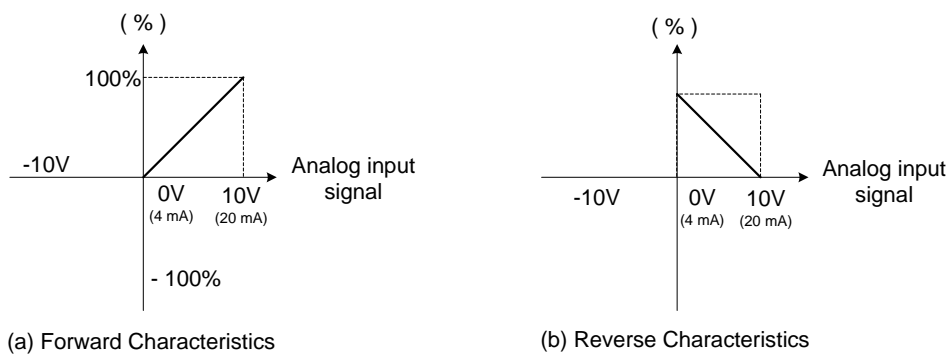 ( % )
100%
-10V
0V
(4 mA)
10V
(20 mA)
Analog input
signal
- 100%
(a) Forward Characteristics
( % )
-10V
0V
(4 mA)
10V
(20 mA)
Analog input
signal
(b) Reverse Characteristics